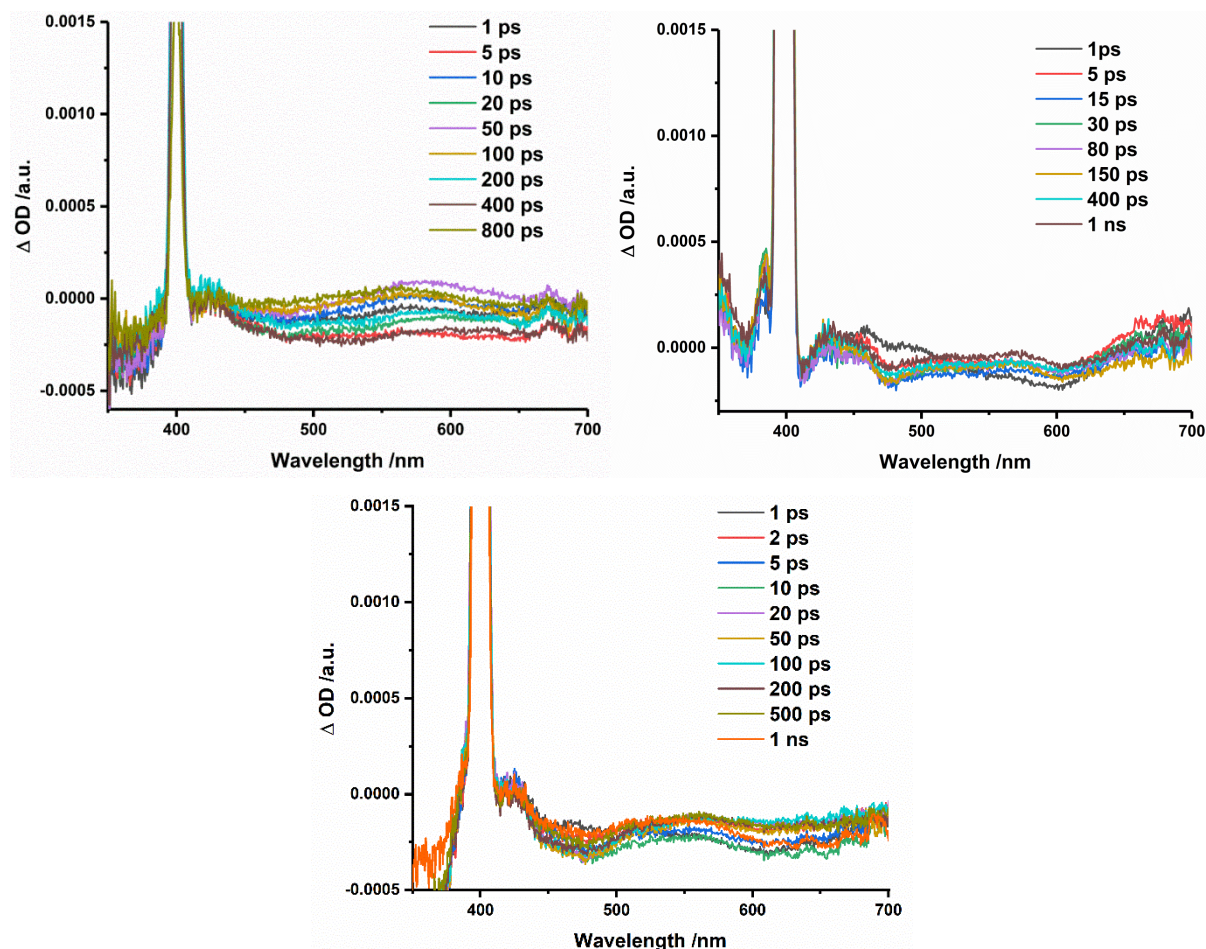 0.0015
0.0010
0.0005
0.0000
-0.0005
Δ OD /a.u.
400
500
600
700
Wavelength /nm
1 ps
5 ps
10 ps
20 ps
50 ps
100 ps
200 ps
400 ps
800 ps
0.0015
0.0010
0.0005
0.0000
Δ OD /a.u.
400
500
600
700
Wavelength /nm
1ps
5 ps
15 ps
30 ps
80 ps
150 ps
400 ps
1 ns
0.0015
0.0010
0.0005
0.0000
-0.0005
Δ OD /a.u.
400
500
600
700
Wavelength /nm
1 ps
2 ps
5 ps
10 ps
20 ps
50 ps
100 ps
200 ps
500 ps
1 ns